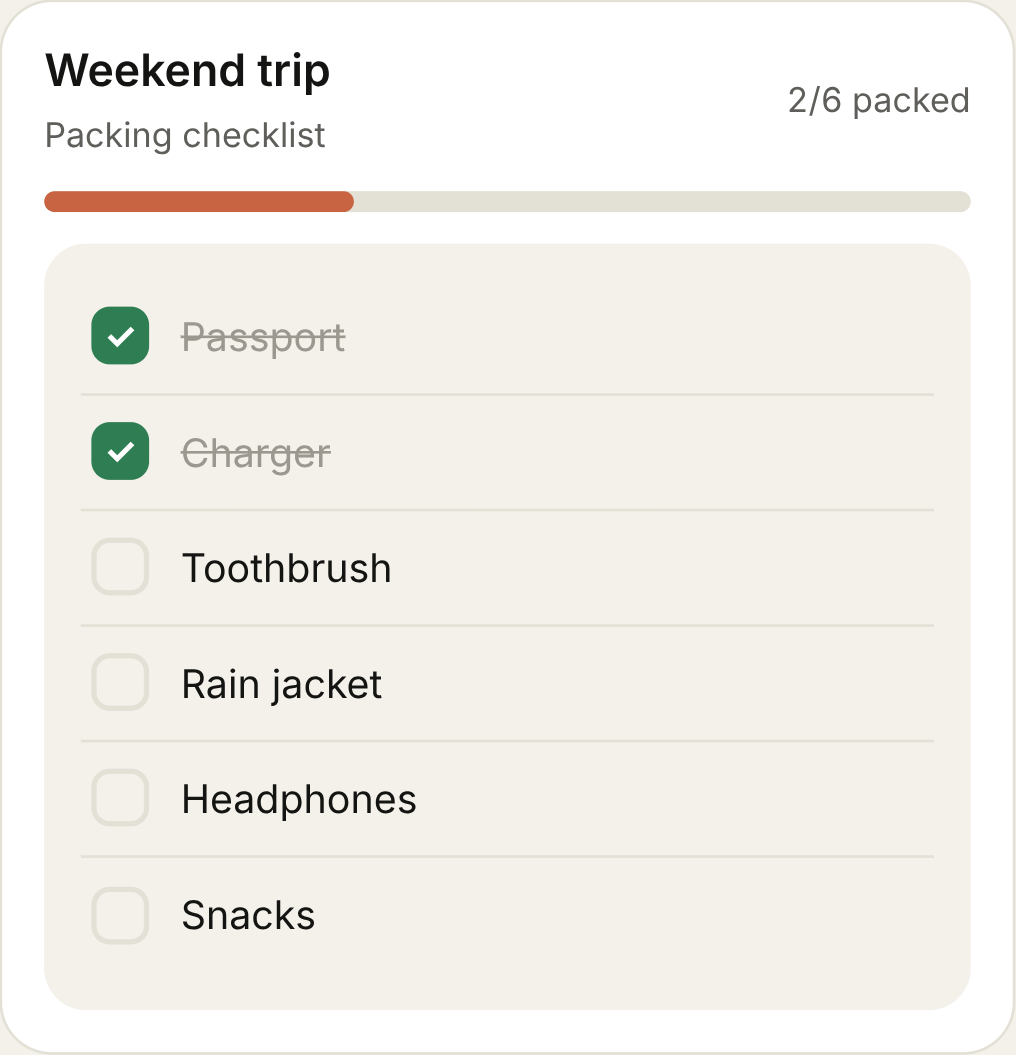 Weekend trip
Packing checklist
2/6 packed
Passport
Charger
Toothbrush
Rain jacket
Headphones
Snacks